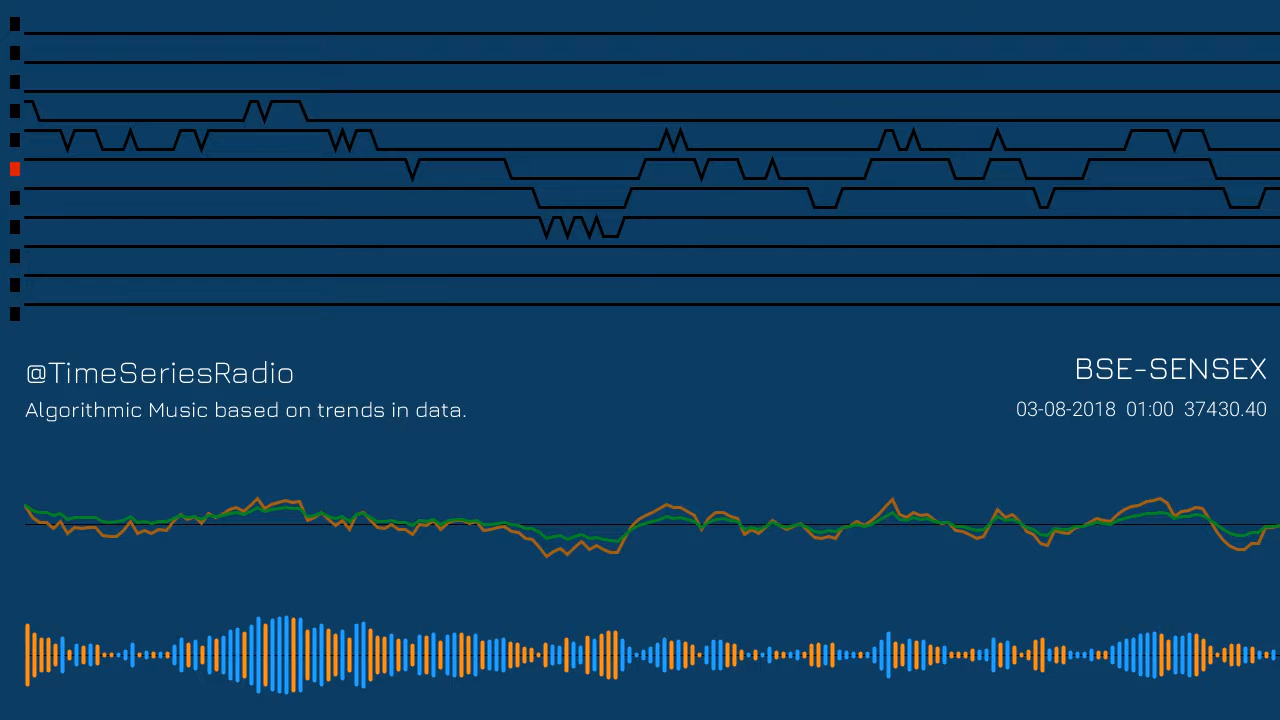 @TimeSeriesRadio
Algorithmic Music based on trends in data.
BSE-SENSEX
03-08-2018 01:00 37430.40